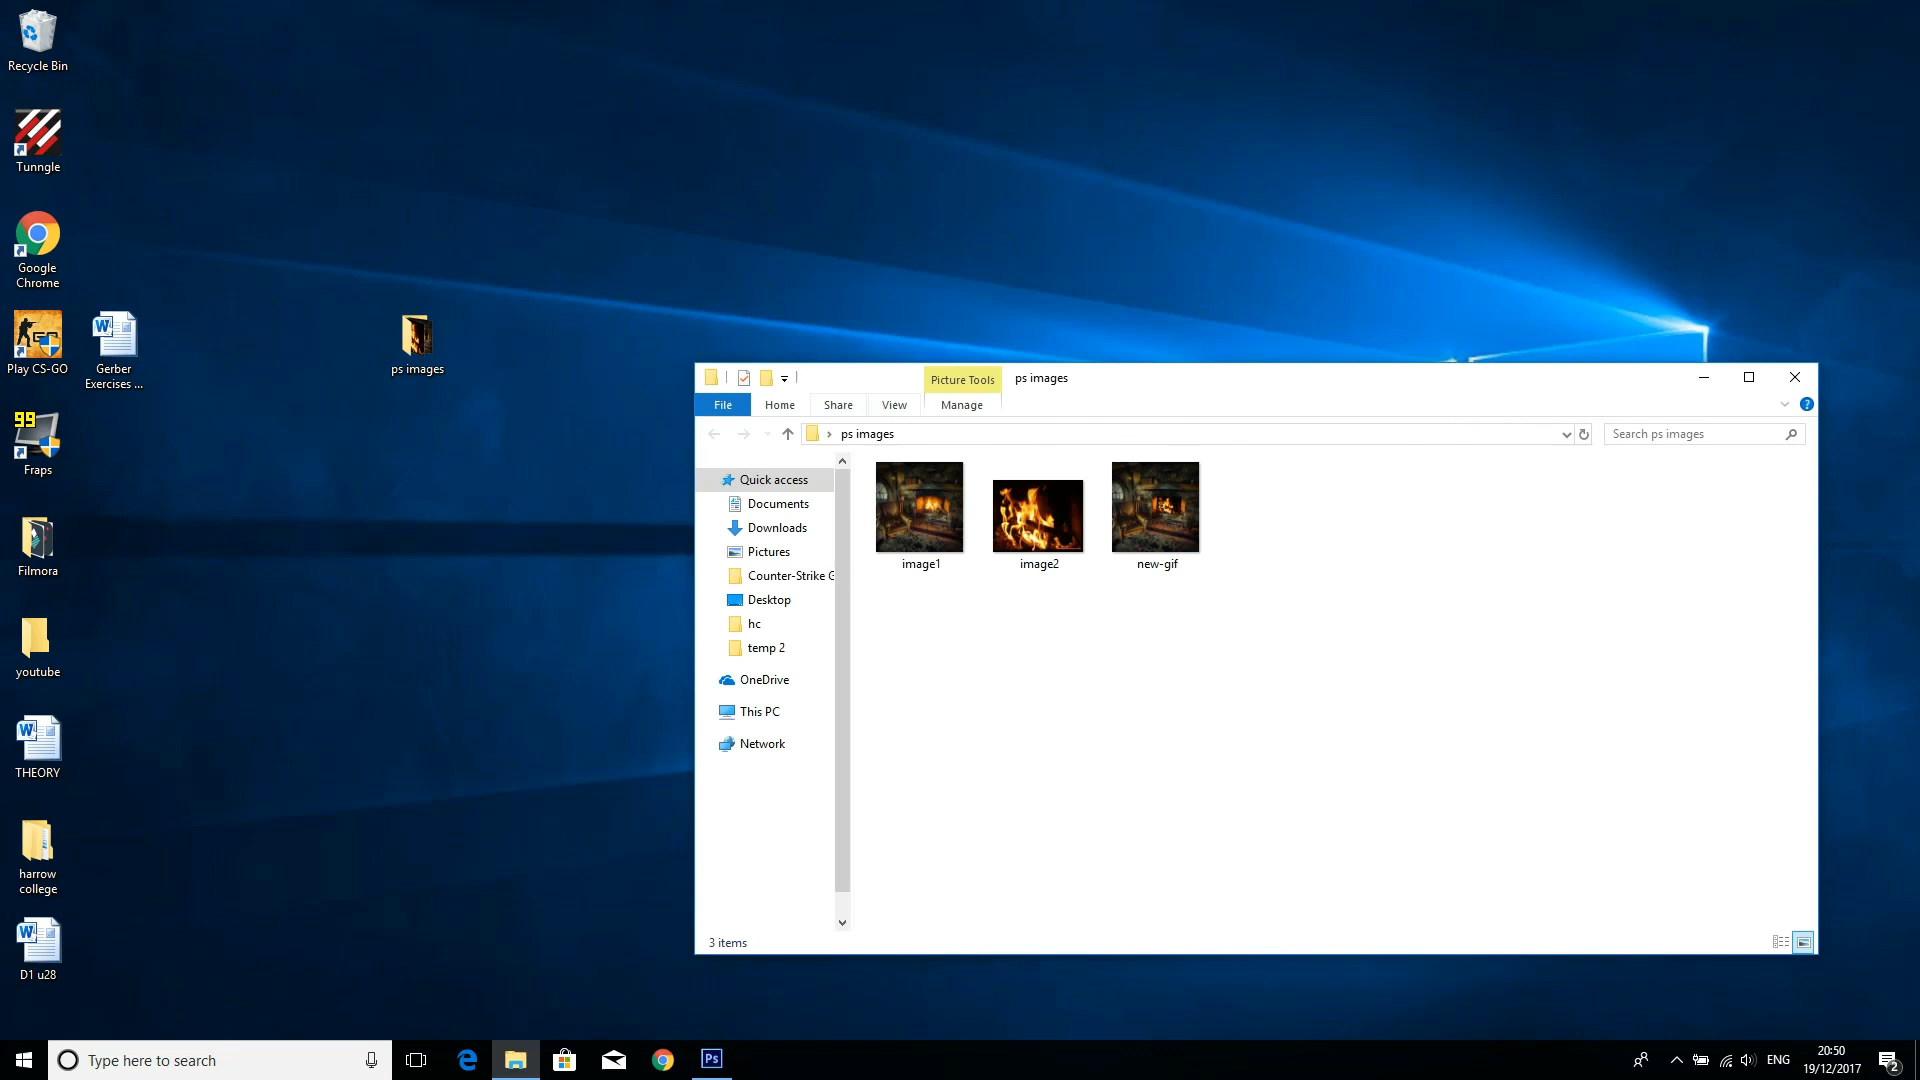 Recycle Bin
Tunngle
Google
Chrome
Play CS-GO
Gerber
Exercises ...
ps images
99
Fraps
Filmora
youtube
THEORY
harrow
college
D1 u28
Picture Tools
ps images
File
Home
Share
View
Manage
ps images
Search ps images
Quick access
Documents
Downloads
Pictures
Counter-Strike G
Desktop
hc
temp 2
OneDrive
This PC
Network
image1
image2
new-gif
3 items
Type here to search
Ps
ENG
20:50
19/12/2017
2